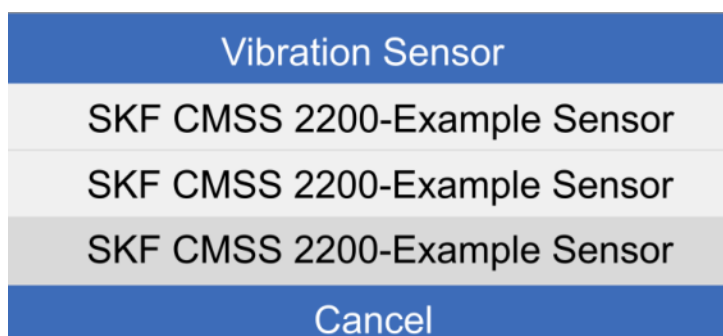 Vibration Sensor
SKF CMSS 2200-Example Sensor
SKF CMSS 2200-Example Sensor
SKF CMSS 2200-Example Sensor
Cancel